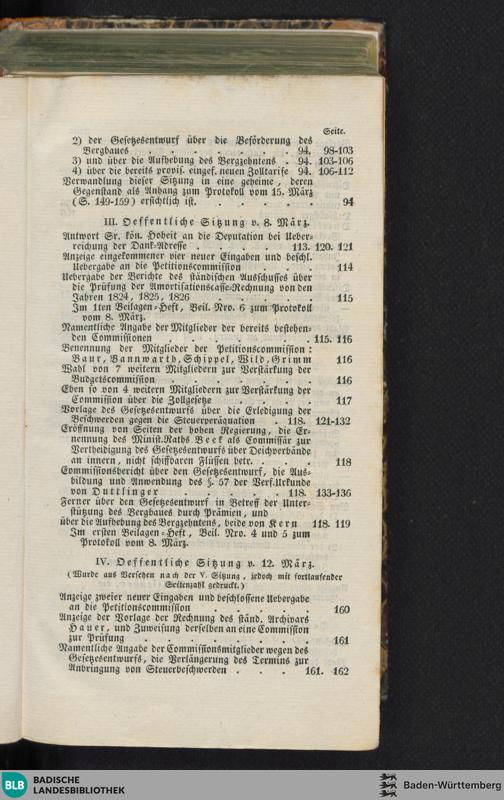 Seite.
2) der Gesetzesentwurf über die Beförderung des
Bergbaues . . . . . . . 94. 98-103
3) und über die Aufhebung des Bergzehntens . 94. 103-106
4) über die bereits provis. eingef. neuen Zolltarife 94. 106-112
Verwandlung dieser Sitzung in eine geheime, deren
Gegenstand als Anhang zum Protokoll vom 15. März
(S. 149-159) ersichtlich ist. . . . . . 94
III. Oeffentliche Sitzung v. 8. März.
Antwort Sr. kön. Hoheit an die Deputation bei Ueber-
reichung der Dank-Adresse . . . . 113. 120. 121
Anzeige eingekommener vier neuer Eingaben und beschl.
Uebergabe an die Petitionscommission . . . 114
Uebergabe der Berichte des ständischen Ausschusses über
die Prüfung der Amortisationscasse-Rechnung von den
Jahren 1824, 1825, 1826 . . . . . 115
Im 1ten Beilagen-Heft, Beil. Nro. 6 zum Protokoll
vom 8. März.
Namentliche Angabe der Mitglieder der bereits bestehen-
den Commissionen . . . . . . 115. 116
Benennung der Mitglieder der Petitionscommission:
Baur, Bannwarth, Schippel, Wild, Grimm 116
Wahl von 7 weitern Mitgliedern zur Verstärkung der
Budgetscommission . . . . . . 116
Eben so von 4 weitern Mitgliedern zur Verstärkung der
Commission über die Zollgesetze . . . . 117
Vorlage des Gesetzesentwurfs über die Erledigung der
Beschwerden gegen die Steuerperäquation . 118. 121-132
Eröffnung von Seiten der hohen Regierung, die Er-
nennung des Minist.Raths Beek als Commissär zur
Vertheidigung des Gesetzentwurfs über Deichverbände
an innern, nicht schiffbaren Flüssen betr. . . . 118
Commissionsbericht über den Gesetzesentwurf, die Aus-
bildung und Anwendung des §. 57 der Verf.Urkunde
von Duttlinger . . . . . 118. 133-136
Ferner über den Gesetzesentwurf in Betreff der Unter-
stützung des Bergbaues durch Prämien, und
über die Aufhebung des Bergzehntens, beide von Kern 118. 119
Im ersten Beilagen-Heft, Beil. Nro. 4 und 5 zum
Protokoll vom 8. März.
IV. Oeffentliche Sitzung v. 12. März.
(Wurde aus Versehen nach der V. Sitzung, jedoch mit fortlaufender
Seitenzahl gedruckt.)
Anzeige zweier neuer Eingaben und beschlossene Uebergabe
an die Petitionscommission . . . . . 160
Anzeige der Vorlage der Rechnung des ständ. Archivars
Hauer, und Zuweisung derselben an eine Commission
zur Prüfung . . . . . . . 161
Namentliche Angabe der Commissionsmitglieder wegen des
Gesetzesentwurfs, die Verlängerung des Termins zur
Anbringung von Steuerbeschwerden . . . 161. 162
BLB BADISCHE
LANDESBIBLIOTHEK
Baden-Württemberg